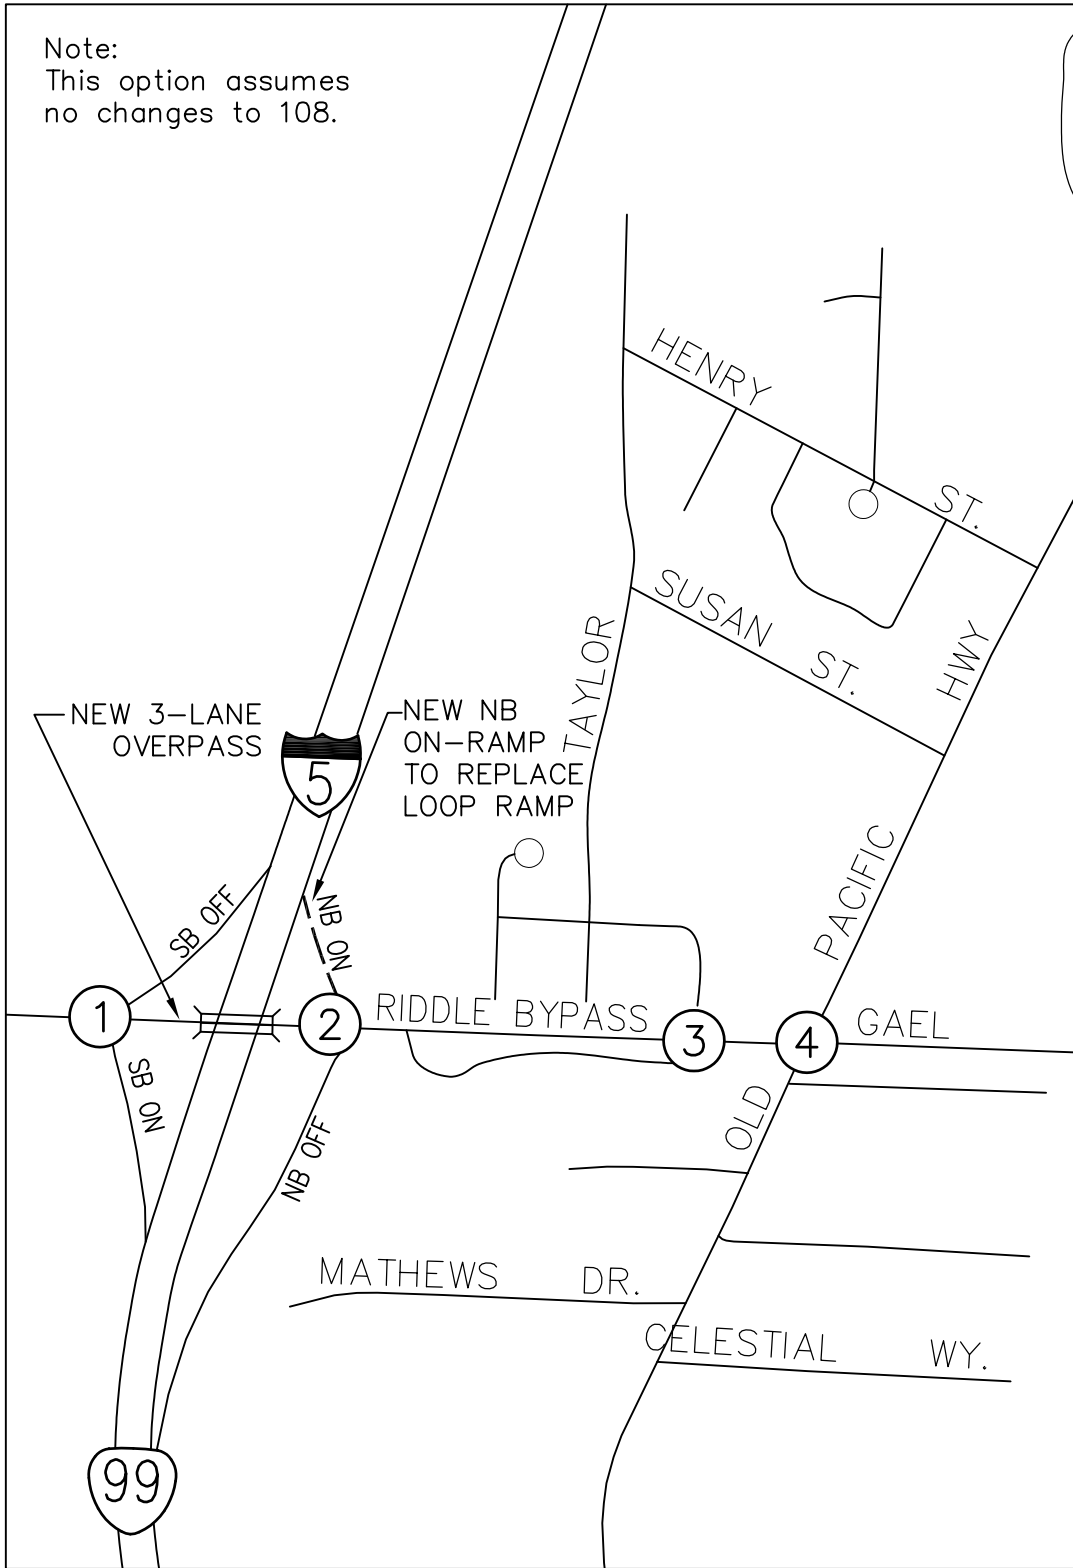 Note:
This option assumes
no changes to 108.
HENRY ST.
SUSAN ST.
TAYLOR
OLD PACIFIC HWY
NEW 3-LANE
OVERPASS
5
NEW NB
ON-RAMP
TO REPLACE
LOOP RAMP
SB OFF
NB ON
1
2
RIDDLE BYPASS
3
4
GAEL
SB ON
NB OFF
MATHEWS DR.
CELESTIAL WY.
99